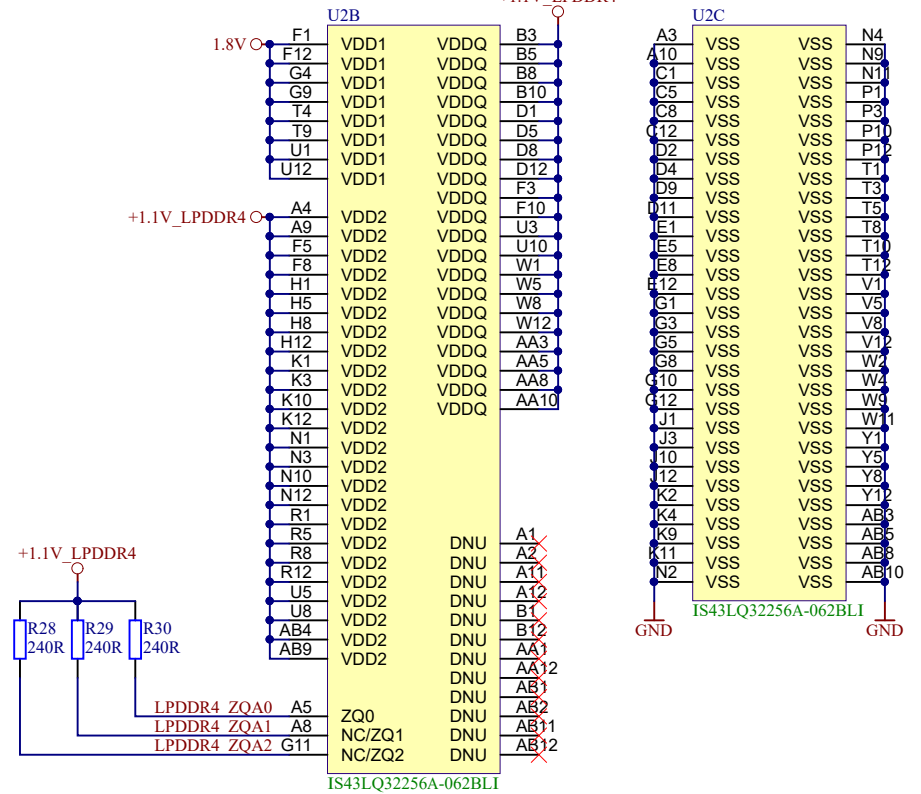 +1.1V_LPDDR4
U2B
U2C
1.8V
F1 VDD1 VDDQ B3
F12 VDD1 VDDQ B5
G4 VDD1 VDDQ B8
G9 VDD1 VDDQ B10
T4 VDD1 VDDQ D1
T9 VDD1 VDDQ D5
U1 VDD1 VDDQ D8
U12 VDD1 VDDQ D12
VDDQ F3
+1.1V_LPDDR4
A4 VDD2 VDDQ F10
A9 VDD2 VDDQ U3
F5 VDD2 VDDQ U10
F8 VDD2 VDDQ W1
H1 VDD2 VDDQ W5
H5 VDD2 VDDQ W8
H8 VDD2 VDDQ W12
H12 VDD2 VDDQ AA3
K1 VDD2 VDDQ AA5
K3 VDD2 VDDQ AA8
K10 VDD2 VDDQ AA10
K12 VDD2
N1 VDD2
N3 VDD2
N10 VDD2
N12 VDD2
R1 VDD2
R5 VDD2 DNU A1
R8 VDD2 DNU A2
R12 VDD2 DNU A11
U5 VDD2 DNU A12
U8 VDD2 DNU B1
AB4 VDD2 DNU B12
AB9 VDD2 DNU AA1
DNU AA12
DNU AB1
LPDDR4_ZQA0 A5 ZQ0 DNU AB2
LPDDR4_ZQA1 A8 NC/ZQ1 DNU AB11
LPDDR4_ZQA2 G11 NC/ZQ2 DNU AB12
IS43LQ32256A-062BLI
+1.1V_LPDDR4
R28 R29 R30
240R 240R 240R
A3 VSS VSS N4
A10 VSS VSS N9
C1 VSS VSS N11
C5 VSS VSS P1
C8 VSS VSS P3
C12 VSS VSS P10
D2 VSS VSS P12
D4 VSS VSS T1
D9 VSS VSS T3
D11 VSS VSS T5
E1 VSS VSS T8
E5 VSS VSS T10
E8 VSS VSS T12
E12 VSS VSS V1
G1 VSS VSS V5
G3 VSS VSS V8
G5 VSS VSS V12
G8 VSS VSS W2
G10 VSS VSS W4
G12 VSS VSS W9
J1 VSS VSS W11
J3 VSS VSS Y1
J10 VSS VSS Y5
J12 VSS VSS Y8
K2 VSS VSS Y12
K4 VSS VSS AB3
K9 VSS VSS AB5
K11 VSS VSS AB8
N2 VSS VSS AB10
IS43LQ32256A-062BLI
GND
GND